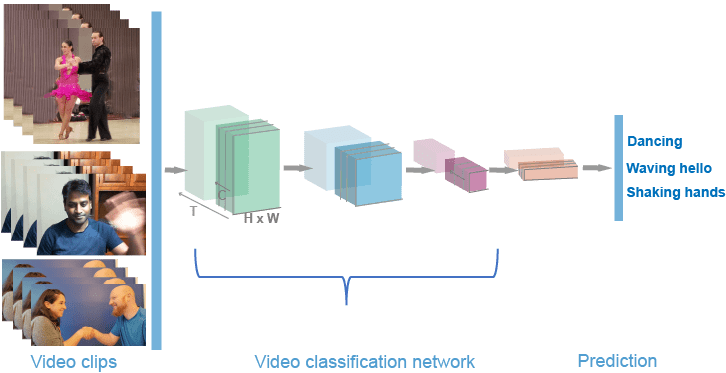 Dancing
Waving hello
Shaking hands
C
T
H x W
Video clips
Video classification network
Prediction